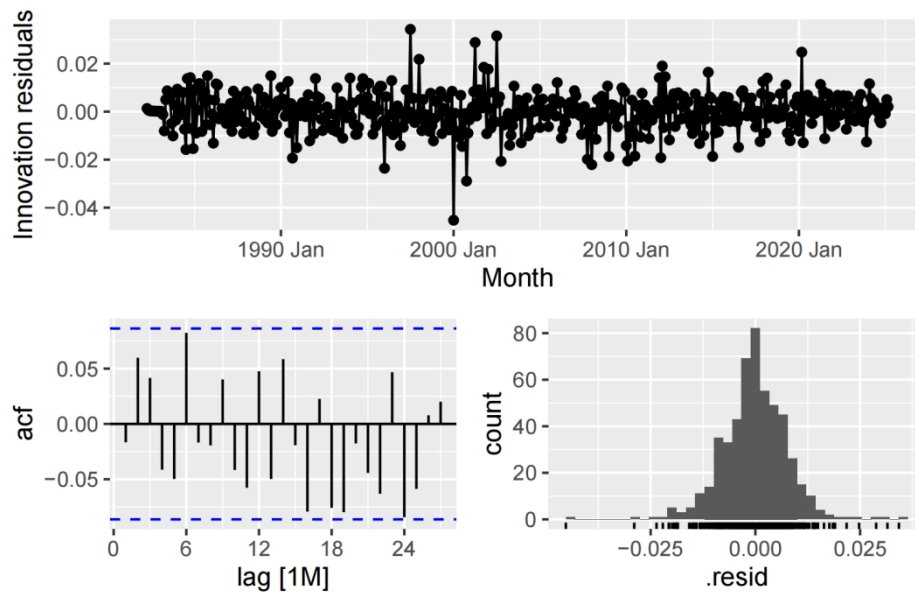 Innovation residuals
0.02
0.00
−0.02
−0.04
1990 Jan 2000 Jan 2010 Jan 2020 Jan
Month
acf
0.05
0.00
−0.05
0 6 12 18 24
lag [1M]
count
80
60
40
20
0
−0.025 0.000 0.025
.resid